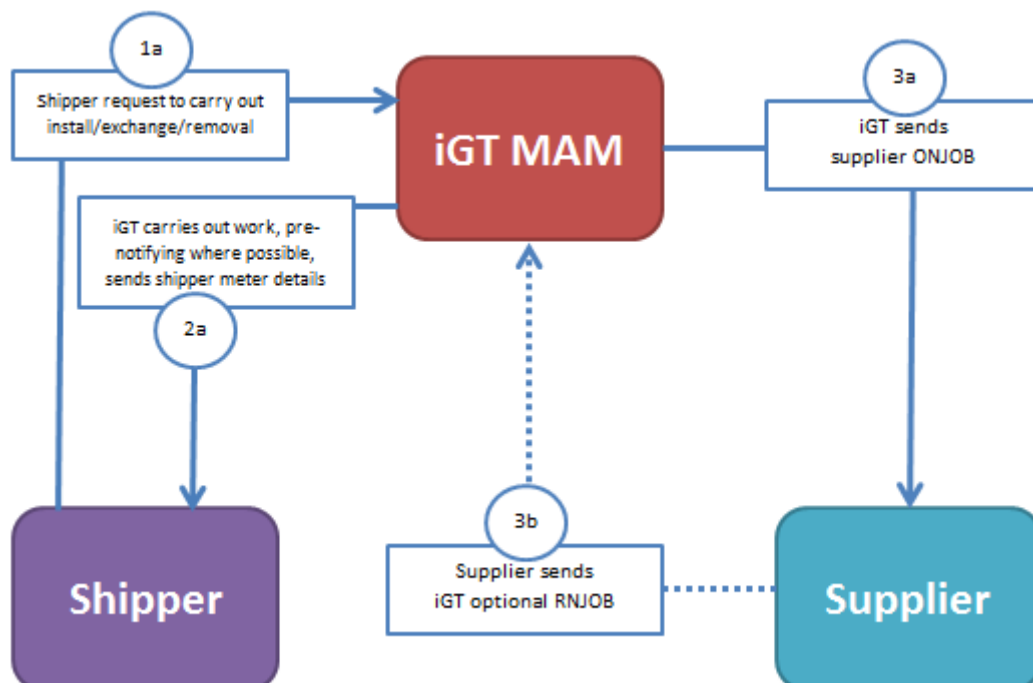 1a
Shipper request to carry out
install/exchange/removal
iGT MAM
3a
iGT sends
supplier ONJOB
iGT carries out work, pre-
notifying where possible,
sends shipper meter details
2a
3b
Supplier sends
iGT optional RNJOB
Shipper
Supplier